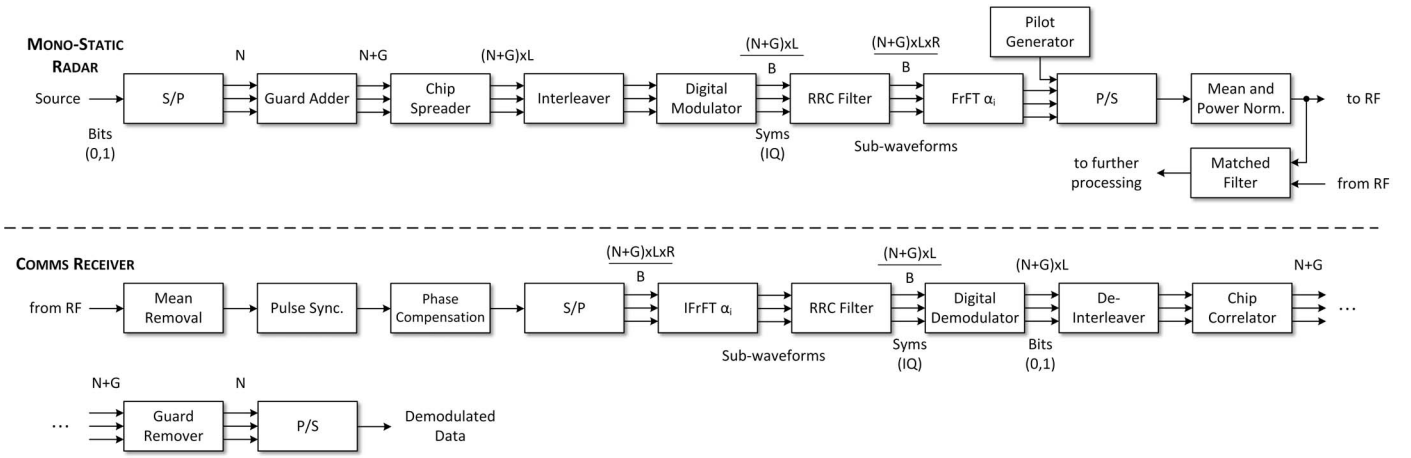 Pilot
Generator
MONO-STATIC
RADAR
N
N+G
(N+G)xL
(N+G)xL
B
(N+G)xLxR
B
Source
S/P
Guard Adder
Chip
Spreader
Interleaver
Digital
Modulator
RRC Filter
FrFT αi
P/S
Mean and
Power Norm.
to RF
Bits
(0,1)
Syms
(IQ)
Sub-waveforms
to further
processing
Matched
Filter
from RF
COMMS RECEIVER
(N+G)xLxR
B
(N+G)xL
B
(N+G)xL
N+G
from RF
Mean
Removal
Pulse Sync.
Phase
Compensation
S/P
IFrFT αi
RRC Filter
Digital
Demodulator
De-
Interleaver
Chip
Correlator
...
Sub-waveforms
Syms
(IQ)
Bits
(0,1)
N+G
N
...
Guard
Remover
P/S
Demodulated
Data